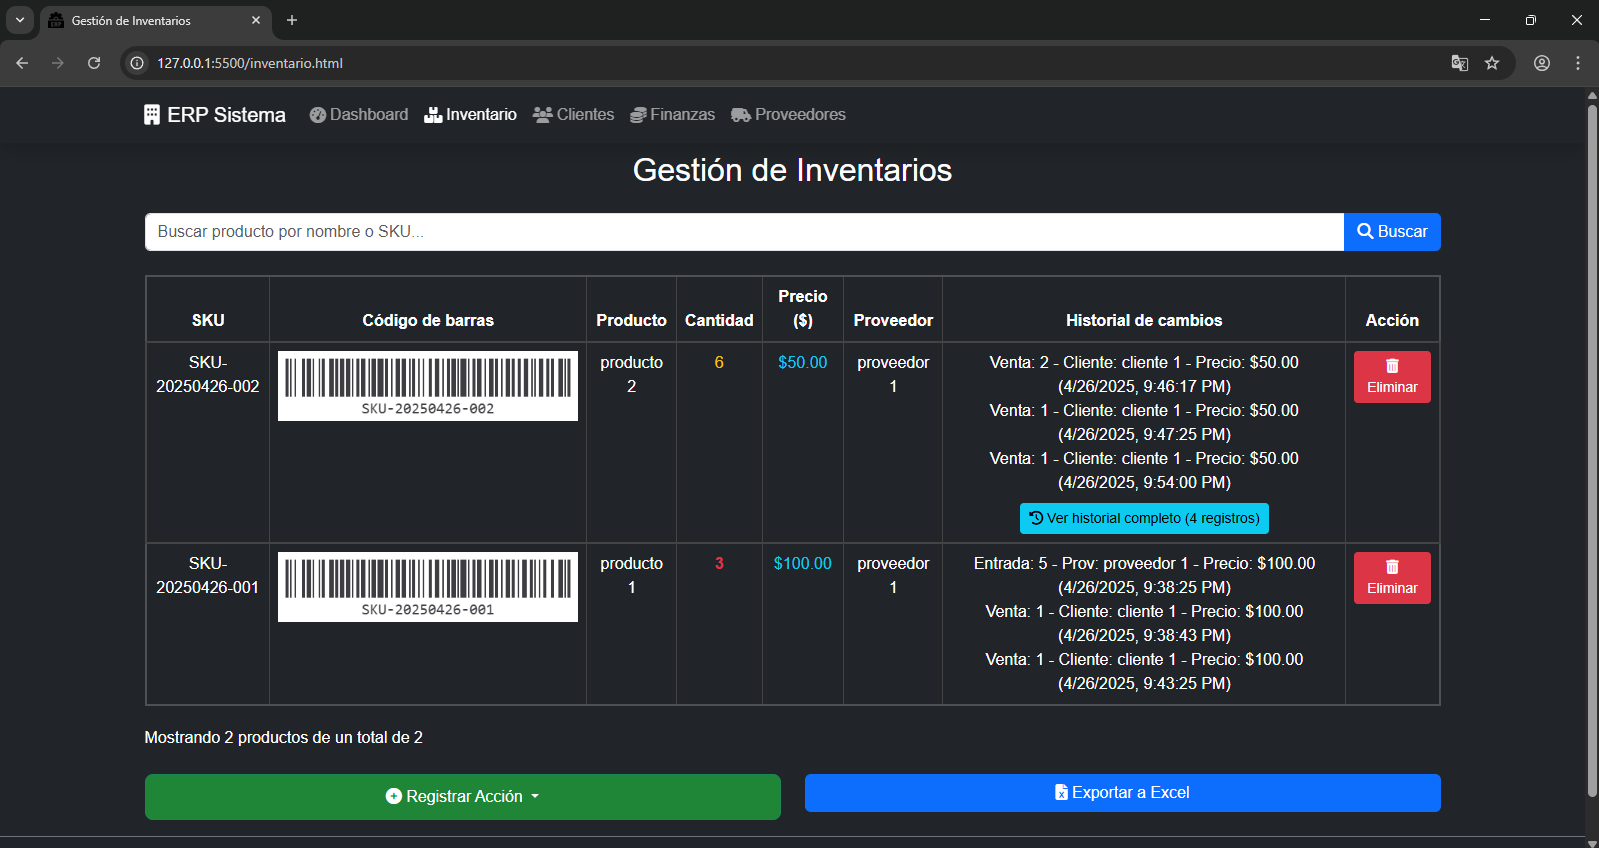 Gestión de Inventarios
127.0.0.1:5500/inventario.html
ERP Sistema Dashboard Inventario Clientes Finanzas Proveedores
Gestión de Inventarios
Buscar producto por nombre o SKU...
Buscar
SKU
Código de barras
Producto
Cantidad
Precio
($)
Proveedor
Historial de cambios
Acción
SKU-
20250426-002
SKU-20250426-002
producto
2
6
$50.00
proveedor
1
Venta: 2 - Cliente: cliente 1 - Precio: $50.00
(4/26/2025, 9:46:17 PM)
Venta: 1 - Cliente: cliente 1 - Precio: $50.00
(4/26/2025, 9:47:25 PM)
Venta: 1 - Cliente: cliente 1 - Precio: $50.00
(4/26/2025, 9:54:00 PM)
Ver historial completo (4 registros)
Eliminar
SKU-
20250426-001
SKU-20250426-001
producto
1
3
$100.00
proveedor
1
Entrada: 5 - Prov: proveedor 1 - Precio: $100.00
(4/26/2025, 9:38:25 PM)
Venta: 1 - Cliente: cliente 1 - Precio: $100.00
(4/26/2025, 9:38:43 PM)
Venta: 1 - Cliente: cliente 1 - Precio: $100.00
(4/26/2025, 9:43:25 PM)
Eliminar
Mostrando 2 productos de un total de 2
Registrar Acción
Exportar a Excel